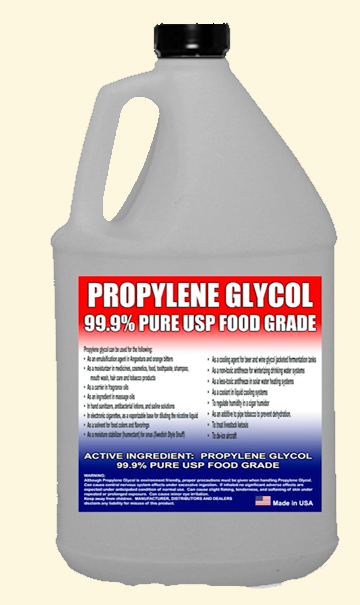 PROPYLENE GLYCOL
99.9% PURE USP FOOD GRADE
Propylene glycol can be used for the following:
• As an emulsification agent in Angostura and orange bitters
• As a moisturizer in medicines, cosmetics, food, toothpaste, shampoo,
mouth wash, hair care and tobacco products
• As a carrier in fragrance oils
• As an ingredient in massage oils
• In hand sanitizers, antibacterial lotions, and saline solutions
• In electronic cigarettes, as a vaporizable base for diluting the nicotine liquid
• As a solvent for food colors and flavorings
• As a moisture stabilizer (humectant) for snus (Swedish Style Snuff)
• As a cooling agent for beer and wine glycol jacketed fermentation tanks
• As a non-toxic antifreeze for winterizing drinking water systems
• As a less-toxic antifreeze in solar water heating systems
• As a coolant in liquid cooling systems
• To regulate humidity in a cigar humidor
• As an additive to pipe tobacco to prevent dehydration.
• To treat livestock ketosis
• To de-ice aircraft
ACTIVE INGREDIENT: PROPYLENE GLYCOL
99.9% PURE USP FOOD GRADE
WARNING:
Although Propylene Glycol is environment friendly, proper precautions must be given when handling Propylene Glycol.
Can cause central nervous system effects under excessive ingestion. If inhaled no significant adverse effects are
expected under anticipated condition of normal use. Can cause slight flaking, tenderness, and softening of skin under
repeated or prolonged exposure. Can cause minor eye irritation.
Keep away from children. MANUFACTURER, DISTRIBUTORS AND DEALERS
disclaim any liability for misuse of this product.
Made in USA